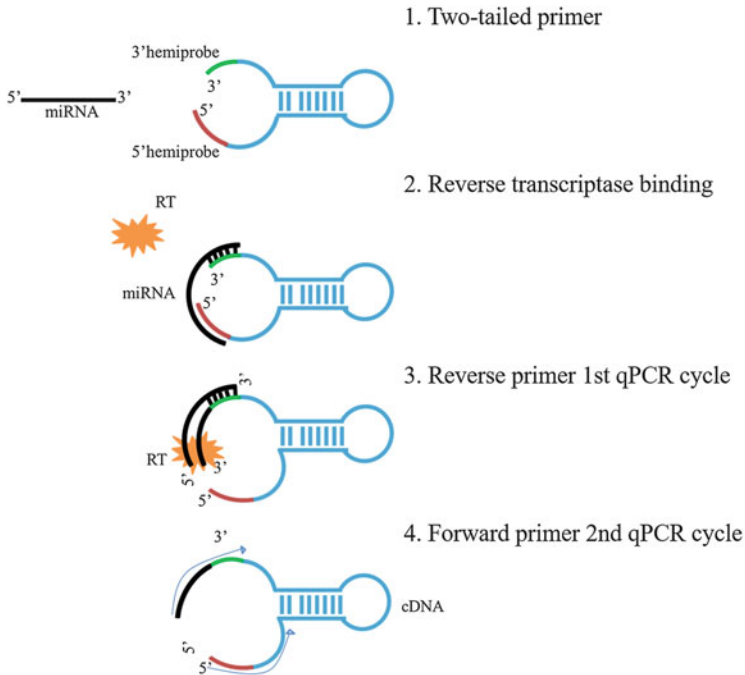 1. Two-tailed primer
3’hemiprobe
3’
5’
3’
miRNA
5’
5’hemiprobe
2. Reverse transcriptase binding
RT
3’
miRNA
5’
3. Reverse primer 1st qPCR cycle
3’
RT
3’
5’
5’
4. Forward primer 2nd qPCR cycle
3’
cDNA
5’
5’